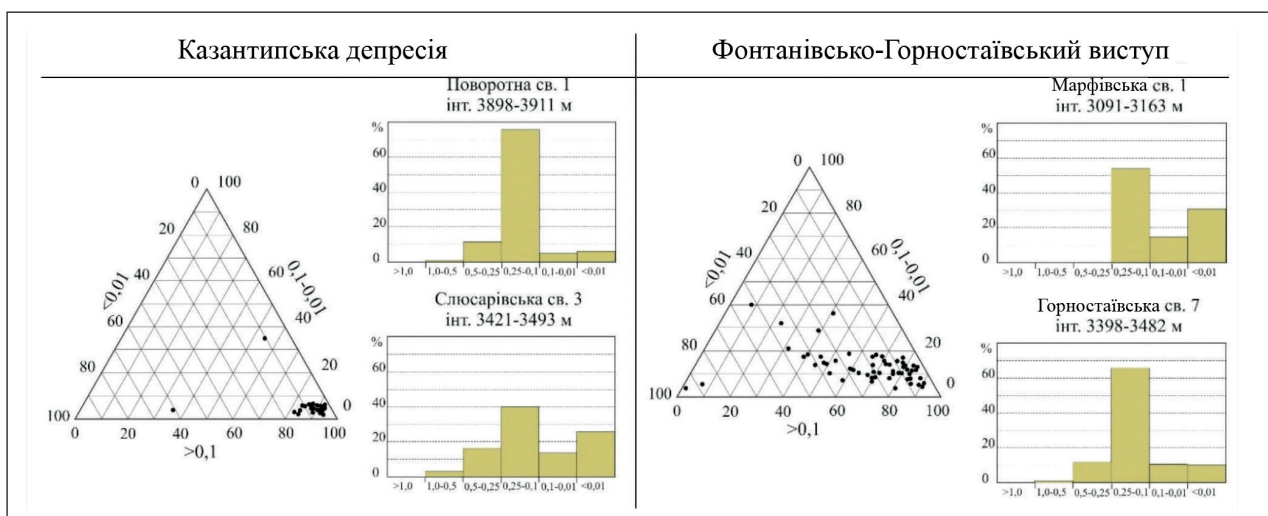 Казантипська депресія
Поворотна св. 1
інт. 3898-3911 м
%
60
40
20
0
>1,0 1,0-0,5 0,5-0,25 0,25-0,1 0,1-0,01 <0,01
0 100
20 80
40 60
60 40
80 20
100 0
<0,01
0,1-0,01
0 20 40 60 80 100
>0,1
Слюсарівська св. 3
інт. 3421-3493 м
%
60
40
20
0
>1,0 1,0-0,5 0,5-0,25 0,25-0,1 0,1-0,01 <0,01
Фонтанівсько-Горностаївський виступ
Марфівська св. 1
інт. 3091-3163 м
%
60
40
20
0
>1,0 1,0-0,5 0,5-0,25 0,25-0,1 0,1-0,01 <0,01
0 100
20 80
40 60
60 40
80 20
100 0
<0,01
0,1-0,01
0 20 40 60 80 100
>0,1
Горностаївська св. 7
інт. 3398-3482 м
%
60
40
20
0
>1,0 1,0-0,5 0,5-0,25 0,25-0,1 0,1-0,01 <0,01